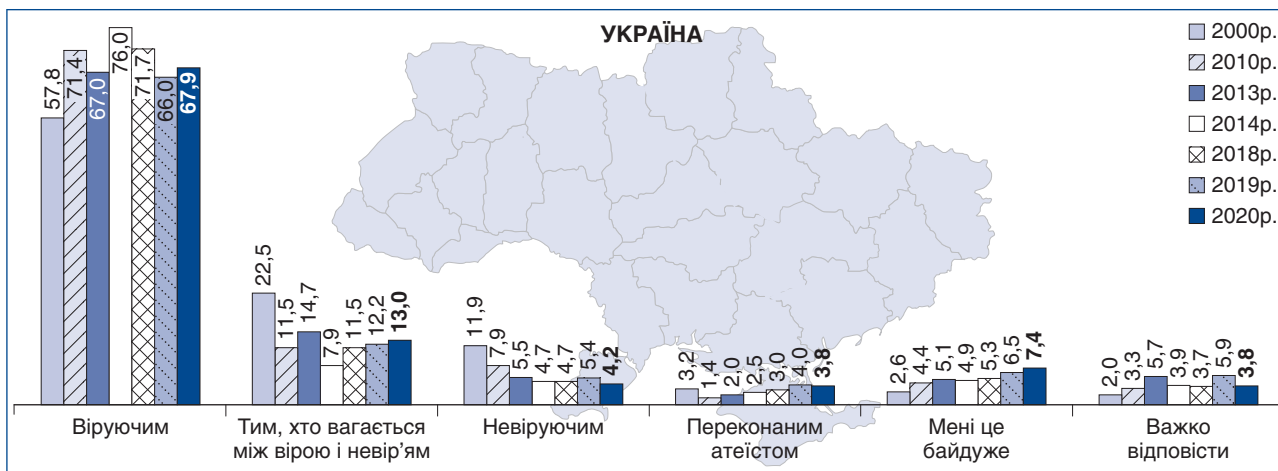 УКРАЇНА
2000р.
2010р.
2013р.
2014р.
2018р.
2019р.
2020р.
57,8
71,4
67,0
76,0
71,7
66,0
67,9
22,5
11,5
14,7
7,9
11,5
12,2
13,0
11,9
7,9
5,5
4,7
4,7
5,4
4,2
3,2
1,4
2,0
2,5
3,0
4,0
3,8
2,6
4,4
5,1
4,9
5,3
6,5
7,4
2,0
3,3
5,7
3,9
3,7
5,9
3,8
Віруючим
Тим, хто вагається
між вірою і невір’ям
Невіруючим
Переконаним
атеїстом
Мені це
байдуже
Важко
відповісти